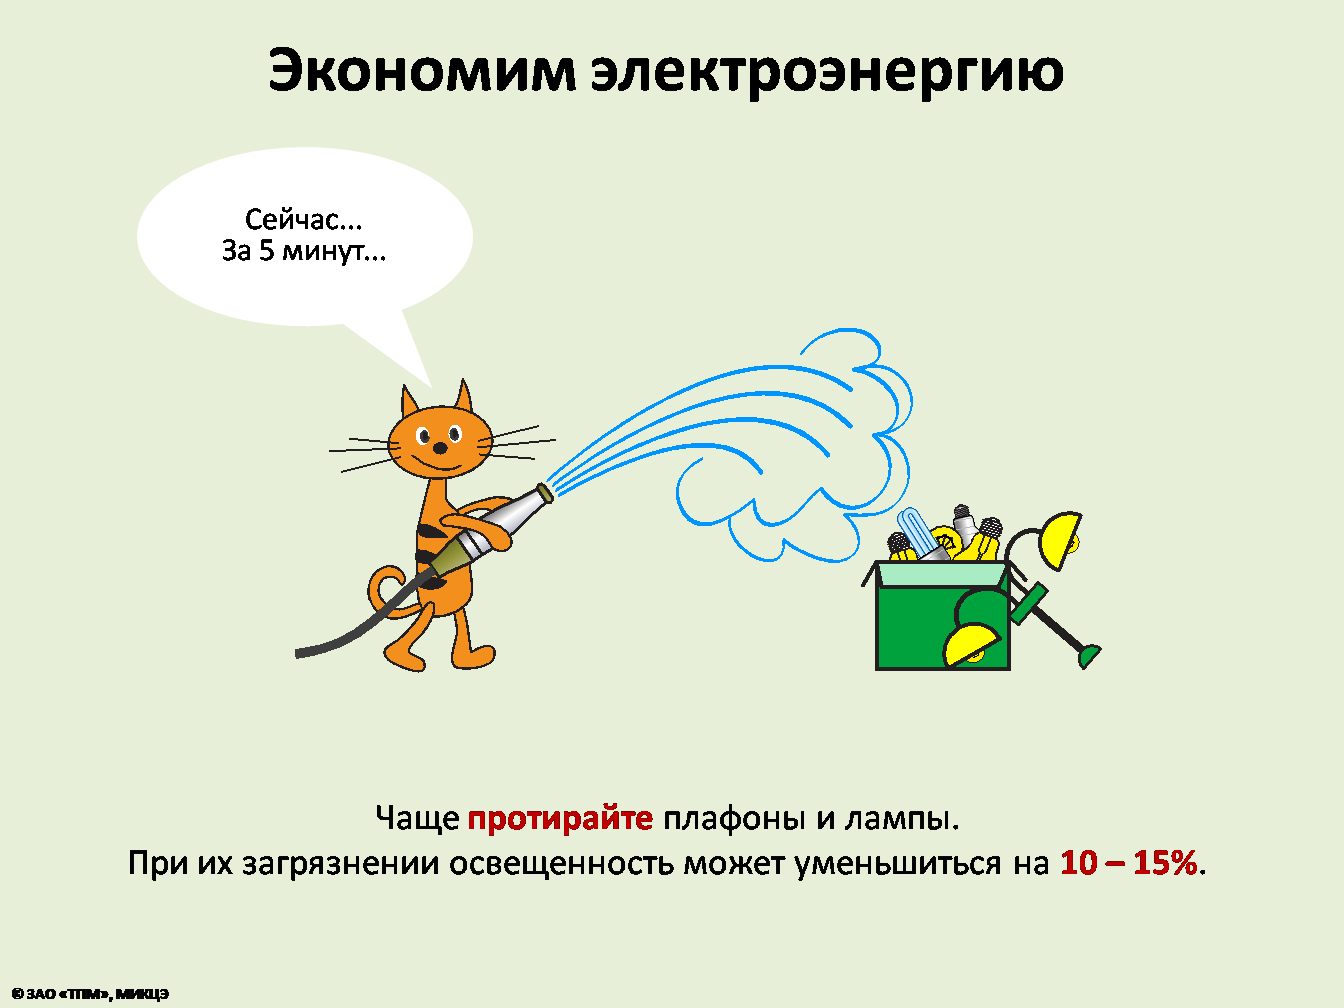 Экономим электроэнергию
Сейчас...
За 5 минут...
Чаще протирайте плафоны и лампы.
При их загрязнении освещенность может уменьшиться на 10 – 15%.
© ЗАО «ТПМ», МИКЦЭ